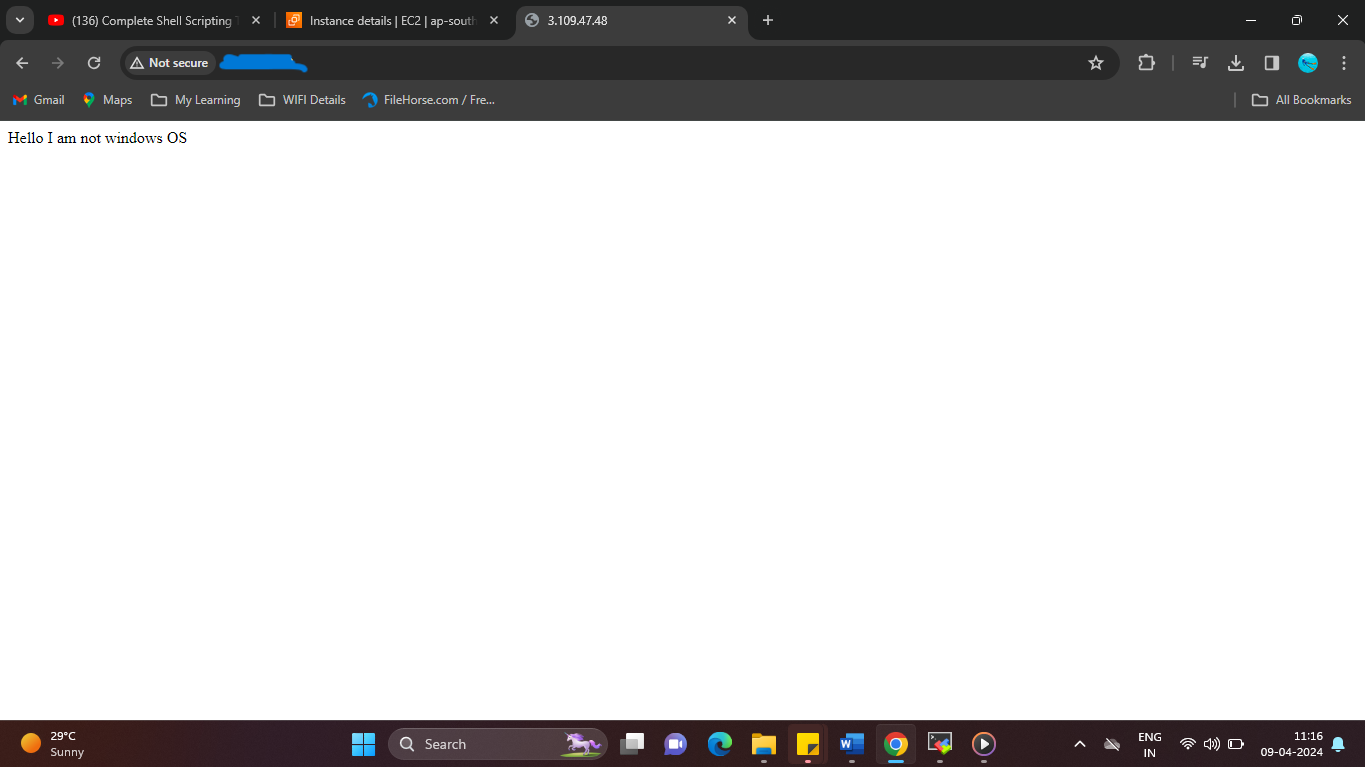 (136) Complete Shell Scripting
Instance details | EC2 | ap-south
3.109.47.48
Not secure
Gmail
Maps
My Learning
WIFI Details
FileHorse.com / Fre...
All Bookmarks
Hello I am not windows OS
29°C
Sunny
Search
ENG
IN
11:16
09-04-2024